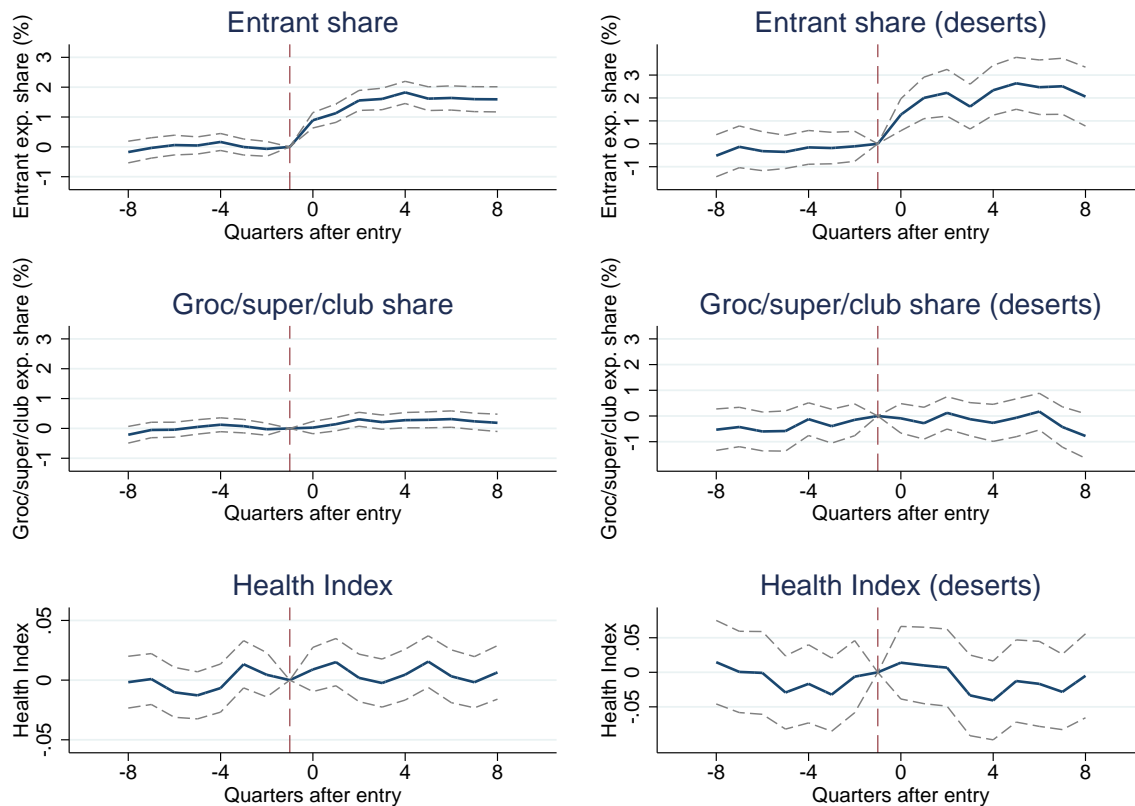 Entrant share
Entrant exp. share (%)
3
2
1
0
-1
-8 -4 0 4 8
Quarters after entry
Entrant share (deserts)
Entrant exp. share (%)
3
2
1
0
-1
-8 -4 0 4 8
Quarters after entry
Groc/super/club share
Groc/super/club exp. share (%)
3
2
1
0
-1
-8 -4 0 4 8
Quarters after entry
Groc/super/club share (deserts)
Groc/super/club exp. share (%)
3
2
1
0
-1
-8 -4 0 4 8
Quarters after entry
Health Index
Health Index
.05
0
-.05
-8 -4 0 4 8
Quarters after entry
Health Index (deserts)
Health Index
.05
0
-.05
-8 -4 0 4 8
Quarters after entry